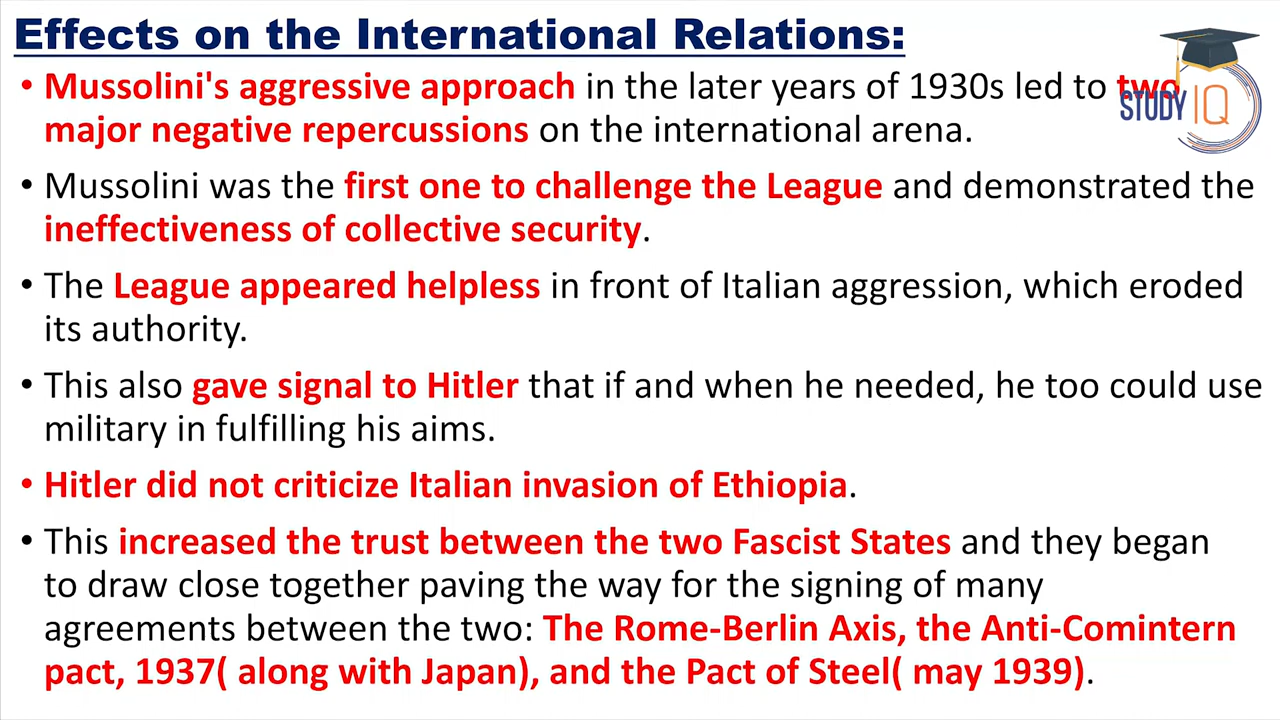 Effects on the International Relations:
• Mussolini's aggressive approach in the later years of 1930s led to two
major negative repercussions on the international arena.
• Mussolini was the first one to challenge the League and demonstrated the
ineffectiveness of collective security.
• The League appeared helpless in front of Italian aggression, which eroded
its authority.
• This also gave signal to Hitler that if and when he needed, he too could use
military in fulfilling his aims.
• Hitler did not criticize Italian invasion of Ethiopia.
• This increased the trust between the two Fascist States and they began
to draw close together paving the way for the signing of many
agreements between the two: The Rome-Berlin Axis, the Anti-Comintern
pact, 1937( along with Japan), and the Pact of Steel( may 1939).
STUDY IQ